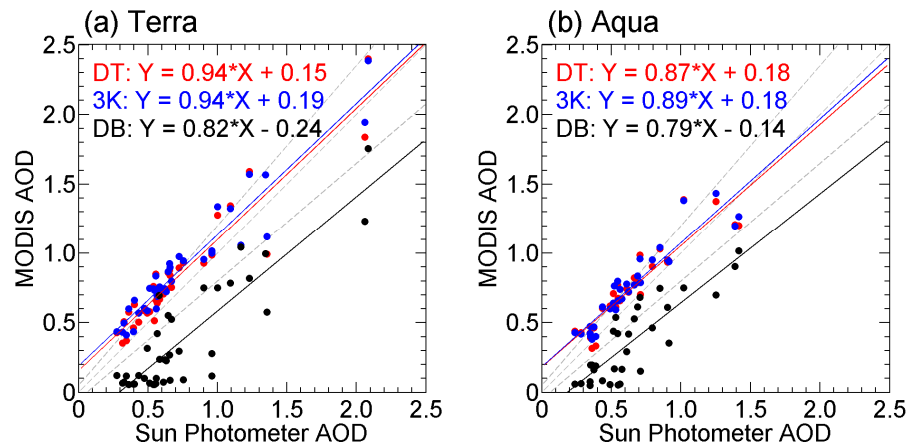 (a) Terra
2.5
2.0
1.5
1.0
0.5
0
DT: Y = 0.94*X + 0.15
3K: Y = 0.94*X + 0.19
DB: Y = 0.82*X - 0.24
MODIS AOD
0 0.5 1.0 1.5 2.0 2.5
Sun Photometer AOD
(b) Aqua
2.5
2.0
1.5
1.0
0.5
0
DT: Y = 0.87*X + 0.18
3K: Y = 0.89*X + 0.18
DB: Y = 0.79*X - 0.14
MODIS AOD
0 0.5 1.0 1.5 2.0 2.5
Sun Photometer AOD